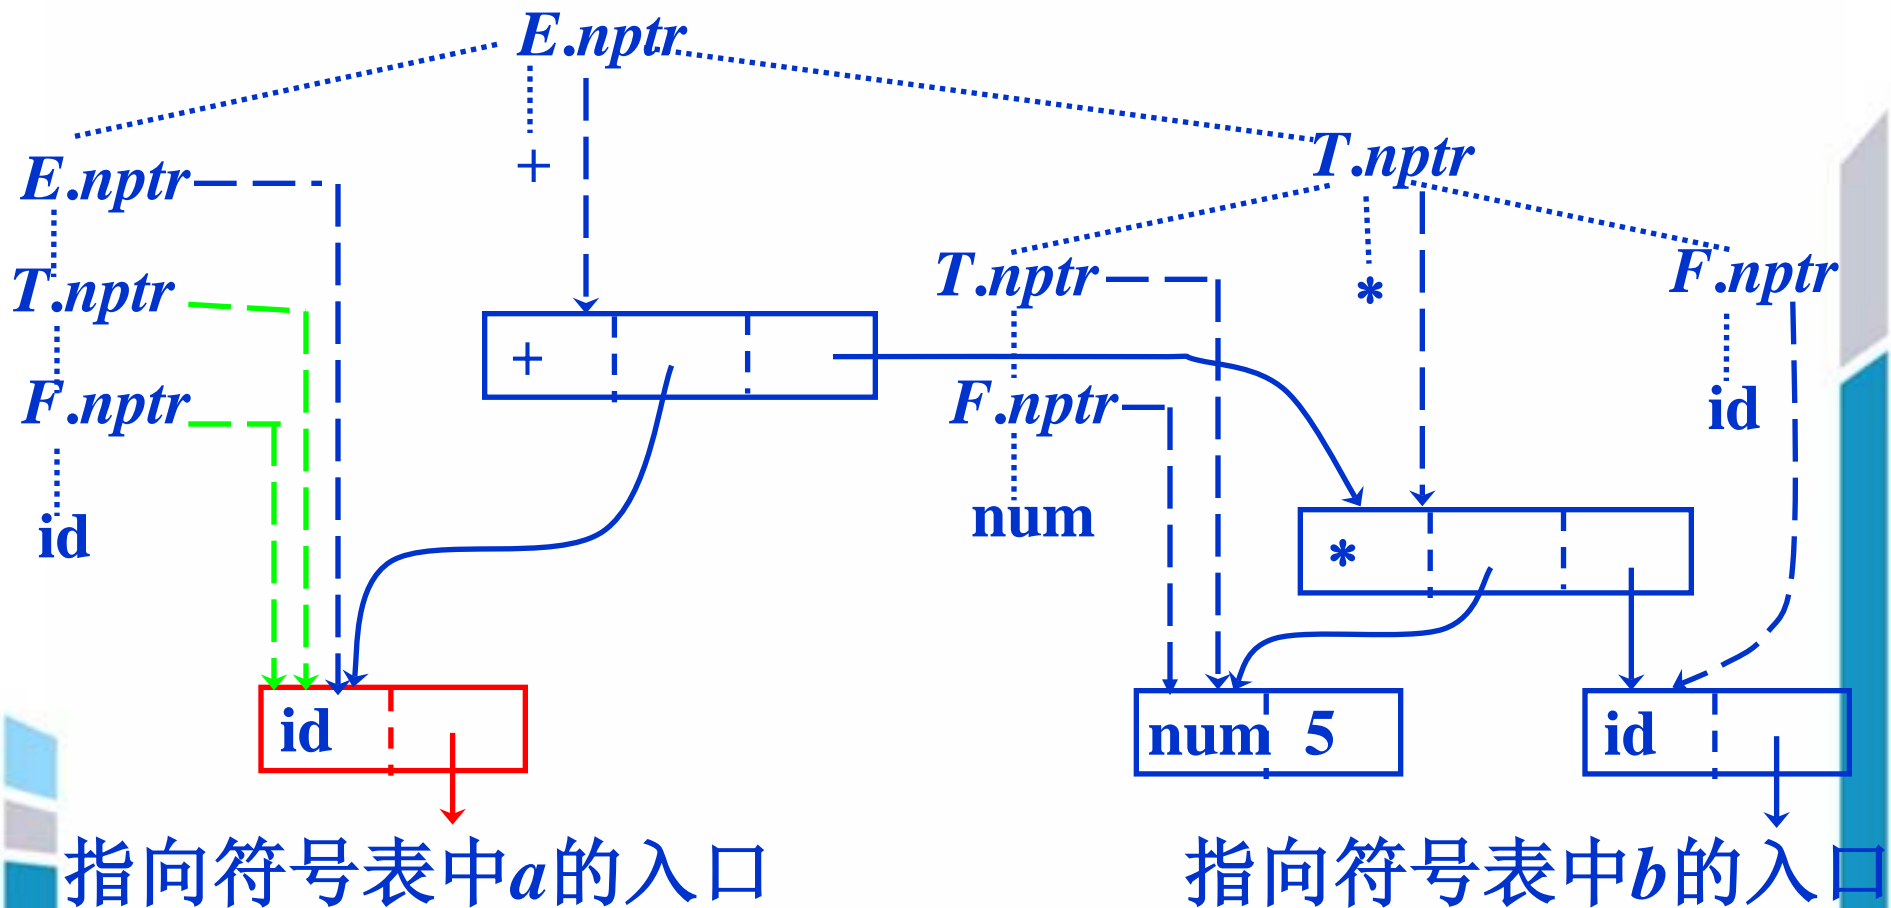 E.nptr
+
T.nptr
E.nptr
T.nptr
*
F.nptr
T.nptr
+
F.nptr
F.nptr
id
num
id
*
id
num 5
id
指向符号表中a的入口
指向符号表中b的入口